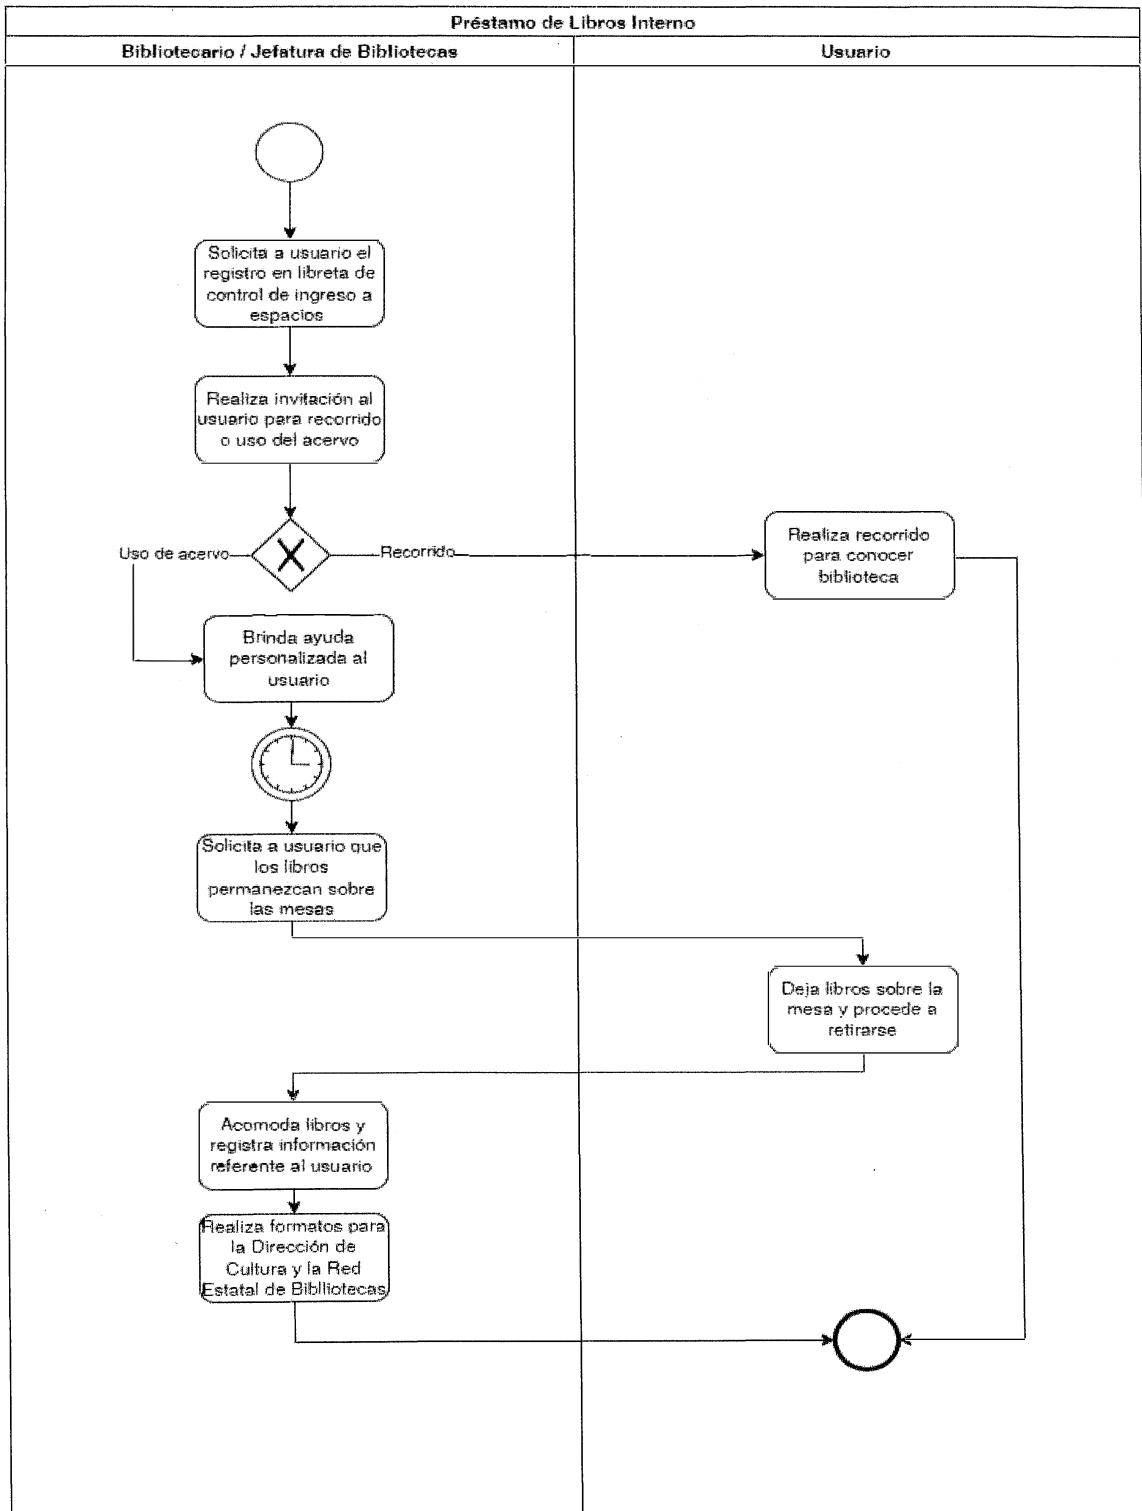 Préstamo de Libros Interno
Bibliotecario / Jefatura de Bibliotecas
Usuario
Solicita a usuario el
registro en libreta de
control de ingreso a
espacios
Realiza invitación al
usuario para recorrido
o uso del acervo
Uso de acervo
Recorrido
Realiza recorrido
para conocer
biblioteca
Brinda ayuda
personalizada al
usuario
Solicita a usuario que
los libros
permanezcan sobre
las mesas
Deja libros sobre la
mesa y procede a
retirarse
Acomoda libros y
registra información
referente al usuario
Realiza formatos para
la Dirección de
Cultura y la Red
Estatal de Bibliotecas